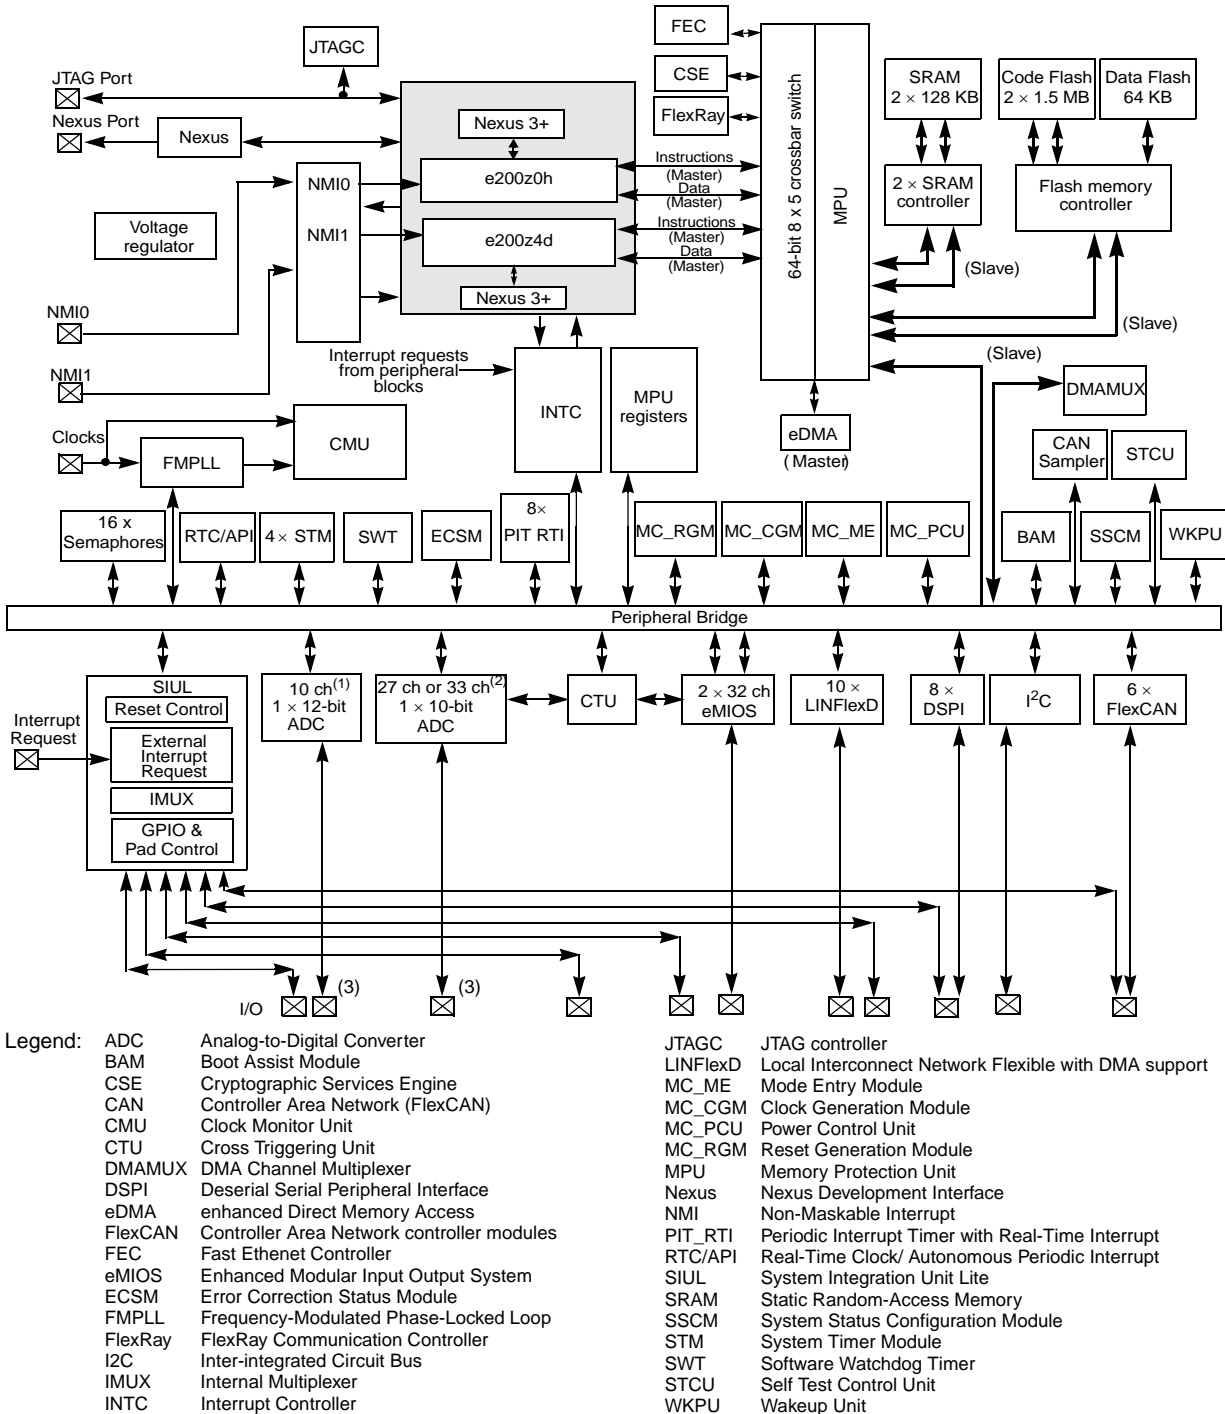 FEC
JTAGC
CSE
JTAG Port
SRAM
2 × 128 KB
Code Flash
2 × 1.5 MB
Data Flash
64 KB
Nexus Port
Nexus
Nexus 3+
FlexRay
64-bit 8 x 5 crossbar switch
MPU
Instructions
(Master)
Data
(Master)
NMI0
e200z0h
2 × SRAM
controller
Flash memory
controller
Voltage
regulator
NMI1
e200z4d
Instructions
(Master)
Data
(Master)
(Slave)
Nexus 3+
NMI0
(Slave)
Interrupt requests
from peripheral
blocks
(Slave)
NMI1
INTC
MPU
registers
DMAMUX
Clocks
FMPLL
CMU
eDMA
(Master)
CAN
Sampler
STCU
16 x
Semaphores
RTC/API
4 × STM
SWT
ECSM
8×
PIT RTI
MC_RGM
MC_CGM
MC_ME
MC_PCU
BAM
SSCM
WKPU
Peripheral Bridge
SIUL
Reset Control
Interrupt
Request
External
Interrupt
Request
IMUX
GPIO &
Pad Control
10 ch(1)
1 × 12-bit
ADC
27 ch or 33 ch(2)
1 × 10-bit
ADC
CTU
2 × 32 ch
eMIOS
10 ×
LINFlexD
8 ×
DSPI
I2C
6 ×
FlexCAN
I/O
(3)
(3)
Legend:
ADC Analog-to-Digital Converter
BAM Boot Assist Module
CSE Cryptographic Services Engine
CAN Controller Area Network (FlexCAN)
CMU Clock Monitor Unit
CTU Cross Triggering Unit
DMAMUX DMA Channel Multiplexer
DSPI Deserial Serial Peripheral Interface
eDMA enhanced Direct Memory Access
FlexCAN Controller Area Network controller modules
FEC Fast Ethenet Controller
eMIOS Enhanced Modular Input Output System
ECSM Error Correction Status Module
FMPLL Frequency-Modulated Phase-Locked Loop
FlexRay FlexRay Communication Controller
I2C Inter-integrated Circuit Bus
IMUX Internal Multiplexer
INTC Interrupt Controller
JTAGC JTAG controller
LINFlexD Local Interconnect Network Flexible with DMA support
MC_ME Mode Entry Module
MC_CGM Clock Generation Module
MC_PCU Power Control Unit
MC_RGM Reset Generation Module
MPU Memory Protection Unit
Nexus Nexus Development Interface
NMI Non-Maskable Interrupt
PIT_RTI Periodic Interrupt Timer with Real-Time Interrupt
RTC/API Real-Time Clock/ Autonomous Periodic Interrupt
SIUL System Integration Unit Lite
SRAM Static Random-Access Memory
SSCM System Status Configuration Module
STM System Timer Module
SWT Software Watchdog Timer
STCU Self Test Control Unit
WKPU Wakeup Unit